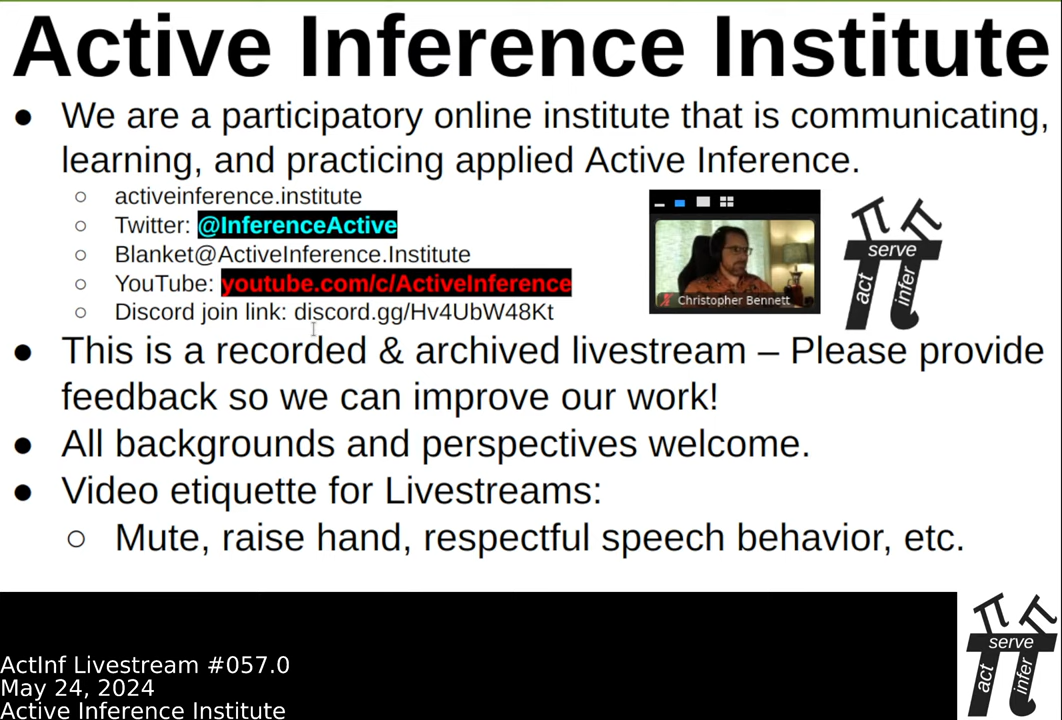 Active Inference Institute
● We are a participatory online institute that is communicating,
learning, and practicing applied Active Inference.
○ activeinference.institute
○ Twitter: @InferenceActive
○ Blanket@ActiveInference.Institute
○ YouTube: youtube.com/c/ActiveInference
○ Discord join link: discord.gg/Hv4UbW48Kt
Christopher Bennett
serve
act
infer
● This is a recorded & archived livestream – Please provide
feedback so we can improve our work!
● All backgrounds and perspectives welcome.
● Video etiquette for Livestreams:
○ Mute, raise hand, respectful speech behavior, etc.
ActInf Livestream #057.0
May 24, 2024
Active Inference Institute
serve
act
infer